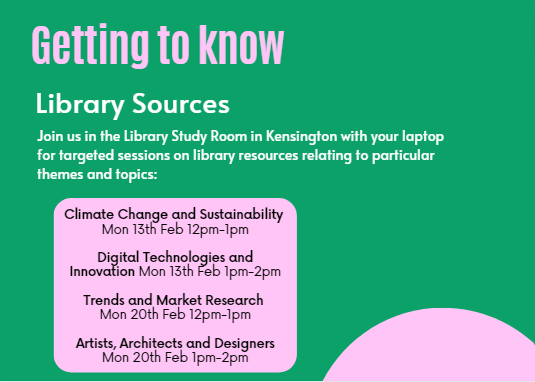 Getting to know
Library Sources
Join us in the Library Study Room in Kensington with your laptop
for targeted sessions on library resources relating to particular
themes and topics:
Climate Change and Sustainability
Mon 13th Feb 12pm-1pm
Digital Technologies and
Innovation Mon 13th Feb 1pm-2pm
Trends and Market Research
Mon 20th Feb 12pm-1pm
Artists, Architects and Designers
Mon 20th Feb 1pm-2pm